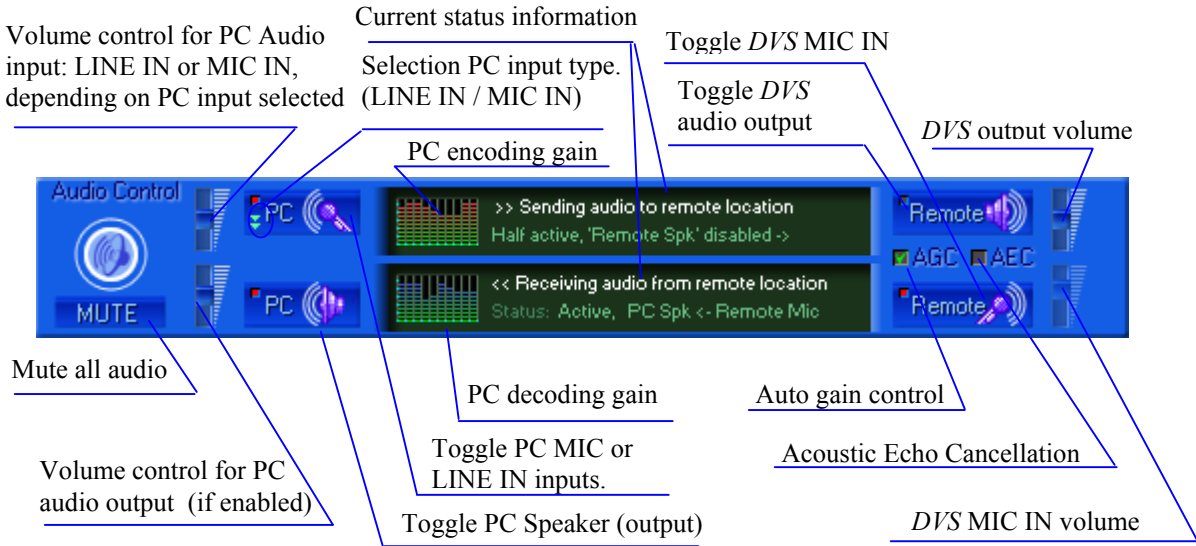 Current status information
Volume control for PC Audio
input: LINE IN or MIC IN,
depending on PC input selected
Selection PC input type.
(LINE IN / MIC IN)
Toggle DVS MIC IN
Toggle DVS
audio output
DVS output volume
PC encoding gain
Audio Control
PC
>> Sending audio to remote location
Half active, 'Remote Spk' disabled ->
Remote
AGC AEC
MUTE
PC
<< Receiving audio from remote location
Status: Active, PC Spk <- Remote Mic
Remote
Mute all audio
PC decoding gain
Auto gain control
Toggle PC MIC or
LINE IN inputs.
Acoustic Echo Cancellation
Volume control for PC
audio output (if enabled)
Toggle PC Speaker (output)
DVS MIC IN volume